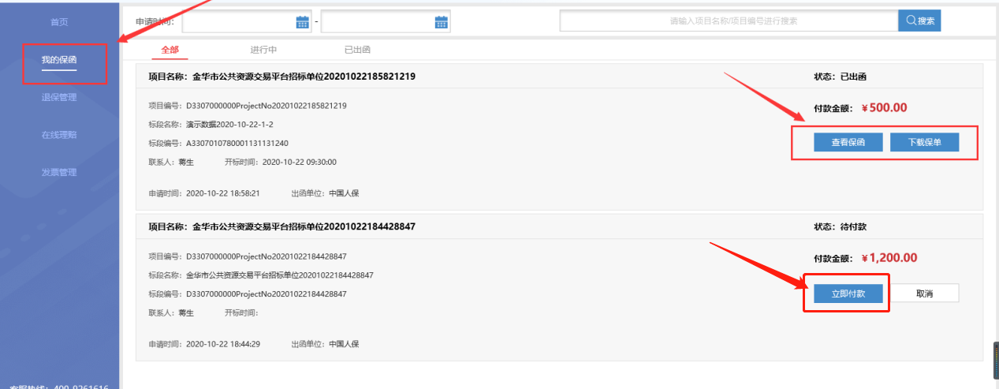 首页
我的保函
退保管理
在线理赔
发票管理
客服热线：400-9261616
申请时间：
-
请输入项目名称/项目编号进行搜索
搜索
全部 进行中 已出函
项目名称：金华市公共资源交易平台招标单位20201022185821219
状态：已出函
项目编号：D3307000000ProjectNo20201022185821219
付款金额：¥500.00
标段名称：演示数据2020-10-22-1-2
标段编号：A3307010780001131131240
查看保函 下载保单
联系人：蒋生 开标时间：2020-10-22 09:30:00
申请时间：2020-10-22 18:58:21 出函单位：中国人保
项目名称：金华市公共资源交易平台招标单位20201022184428847
状态：待付款
项目编号：D3307000000ProjectNo20201022184428847
付款金额：¥1,200.00
标段名称：金华市公共资源交易平台招标单位20201022184428847
标段编号：D3307000000ProjectNo20201022184428847
立即付款 取消
联系人：蒋生 开标时间：
申请时间：2020-10-22 18:44:29 出函单位：中国人保